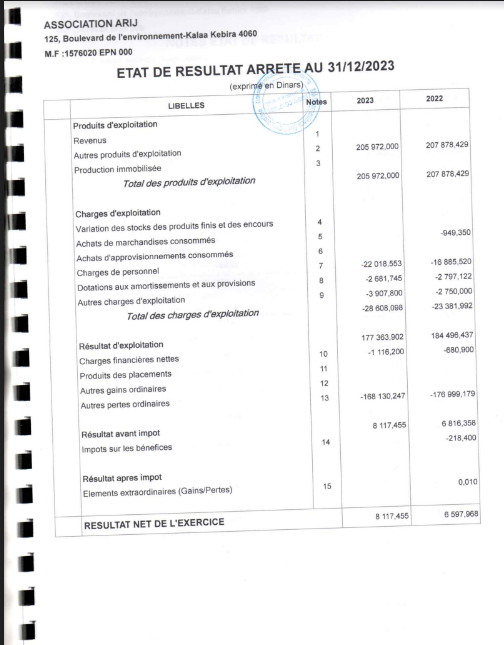 ASSOCIATION ARIJ
125, Boulevard de l'environnement-Kalaa Kebira 4060
M.F :1576020 EPN 000
ETAT DE RESULTAT ARRETE AU 31/12/2023
(exprimé en Dinars)
LIBELLES Notes 2023 2022
Produits d'exploitation
Revenus 1
Autres produits d'exploitation 2 205 972,000 207 878,429
Production immobilisée 3
Total des produits d'exploitation 205 972,000 207 878,429
Charges d'exploitation
Variation des stocks des produits finis et des encours 4
Achats de marchandises consommés 5 -949,350
Achats d'approvisionnements consommés 6
Charges de personnel 7 -22 018,553 -16 885,520
Dotations aux amortissements et aux provisions 8 -2 681,745 -2 797,122
Autres charges d'exploitation 9 -3 907,800 -2 750,000
Total des charges d'exploitation -28 608,098 -23 381,992
Résultat d'exploitation 177 363,902 184 496,437
Charges financières nettes 10 -1 116,200 -680,900
Produits des placements 11
Autres gains ordinaires 12
Autres pertes ordinaires 13 -168 130,247 -176 999,179
Résultat avant impot 8 117,455 6 816,358
Impots sur les bénefices 14 -218,400
Résultat apres impot
Elements extraordinaires (Gains/Pertes) 15 0,010
RESULTAT NET DE L'EXERCICE 8 117,455 6 597,968